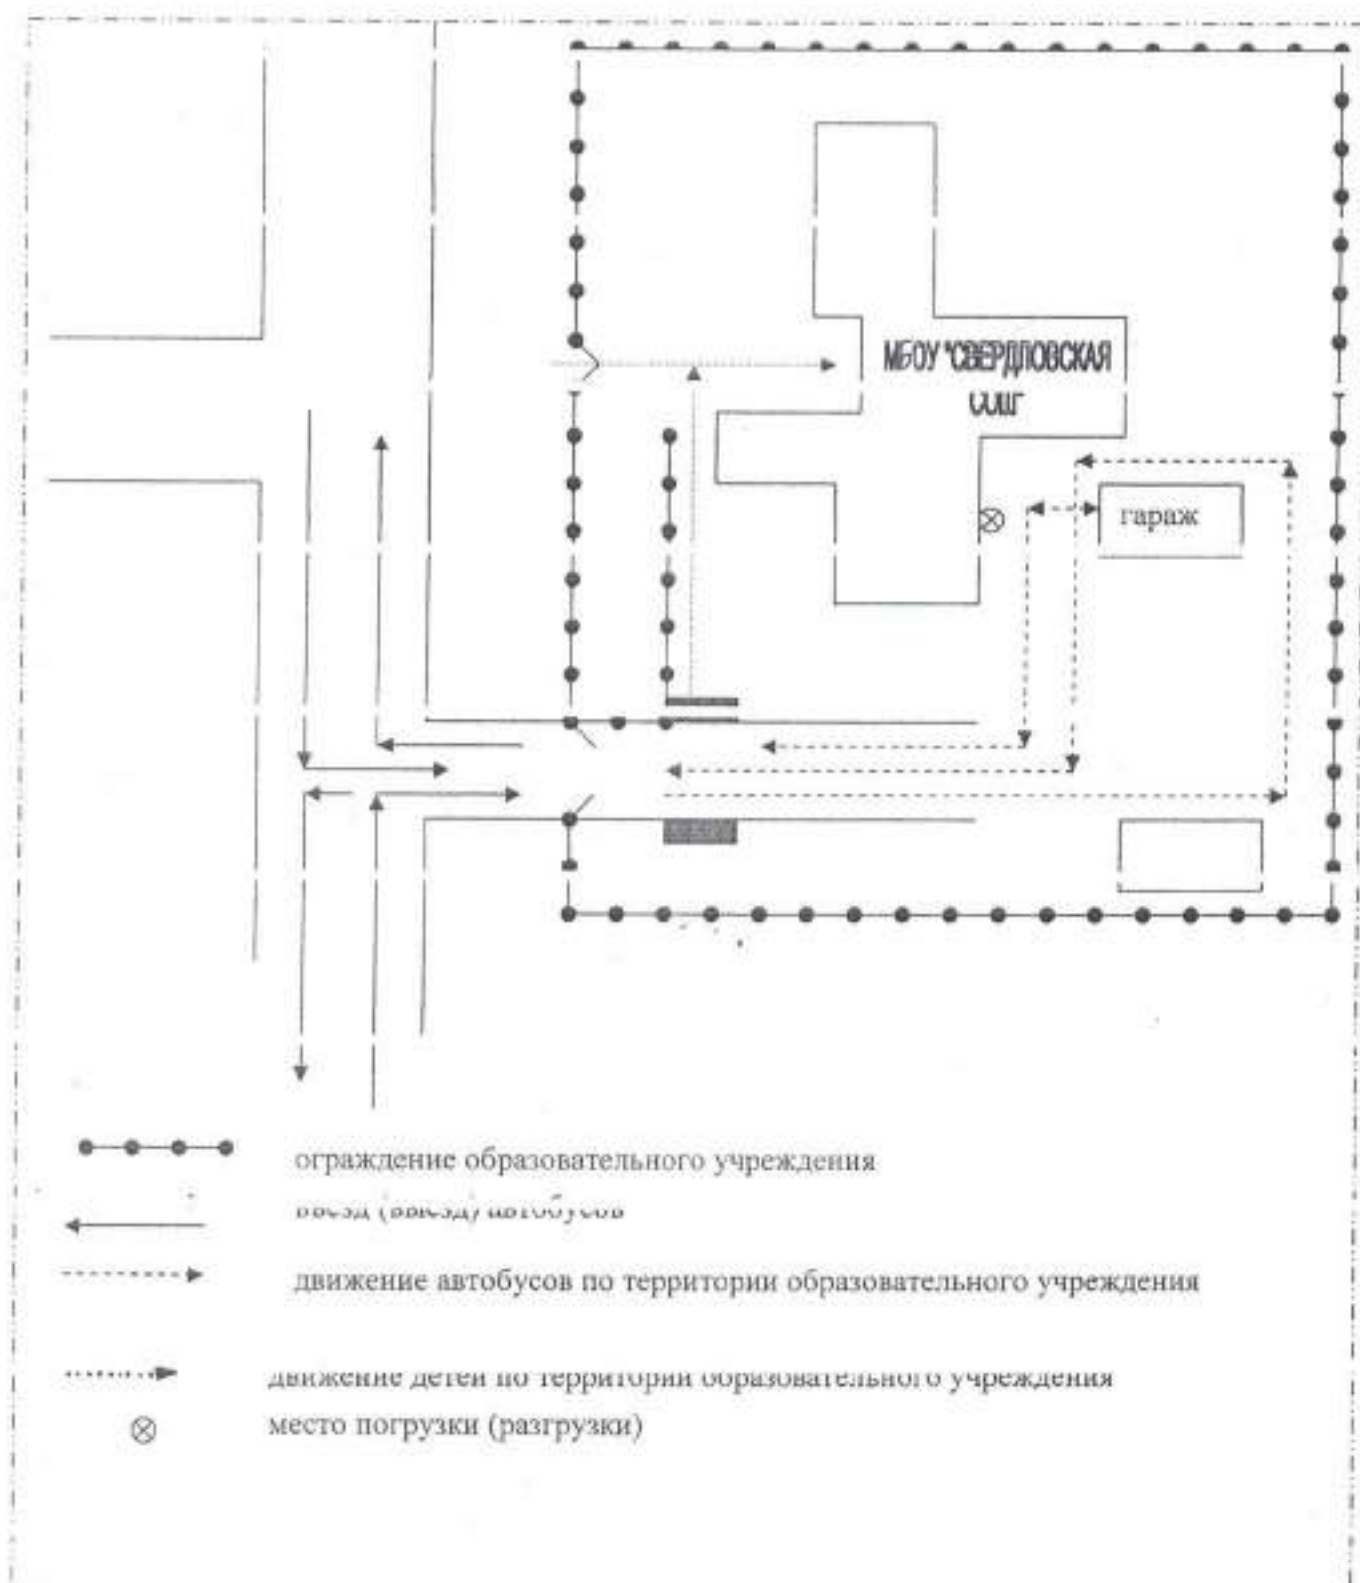 МБОУ "СВЕРДЛОВСКАЯ
СОШ"
гараж
ограждение образовательного учреждения
въезд (выезд) автобусов
движение автобусов по территории образовательного учреждения
движение детей по территории образовательного учреждения
место погрузки (разгрузки)